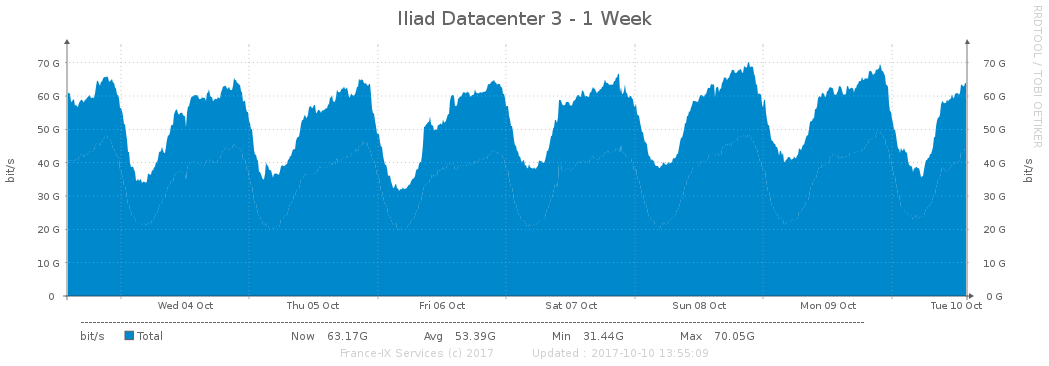 Iliad Datacenter 3 - 1 Week
RRDTOOL / TOBI OETIKER
70 G 70 G
60 G 60 G
50 G 50 G
40 G 40 G
30 G 30 G
20 G 20 G
10 G 10 G
0 0 G
bit/s bit/s
Wed 04 Oct Thu 05 Oct Fri 06 Oct Sat 07 Oct Sun 08 Oct Mon 09 Oct Tue 10 Oct
bit/s Total Now 63.17G Avg 53.39G Min 31.44G Max 70.05G
France-IX Services (c) 2017 Updated : 2017-10-10 13:55:09